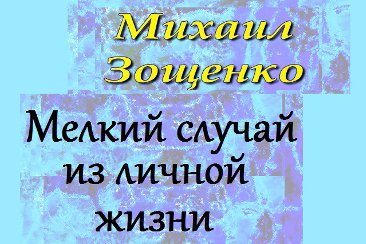 Михаил
Зощенко
Мелкий случай
из личной
жизни